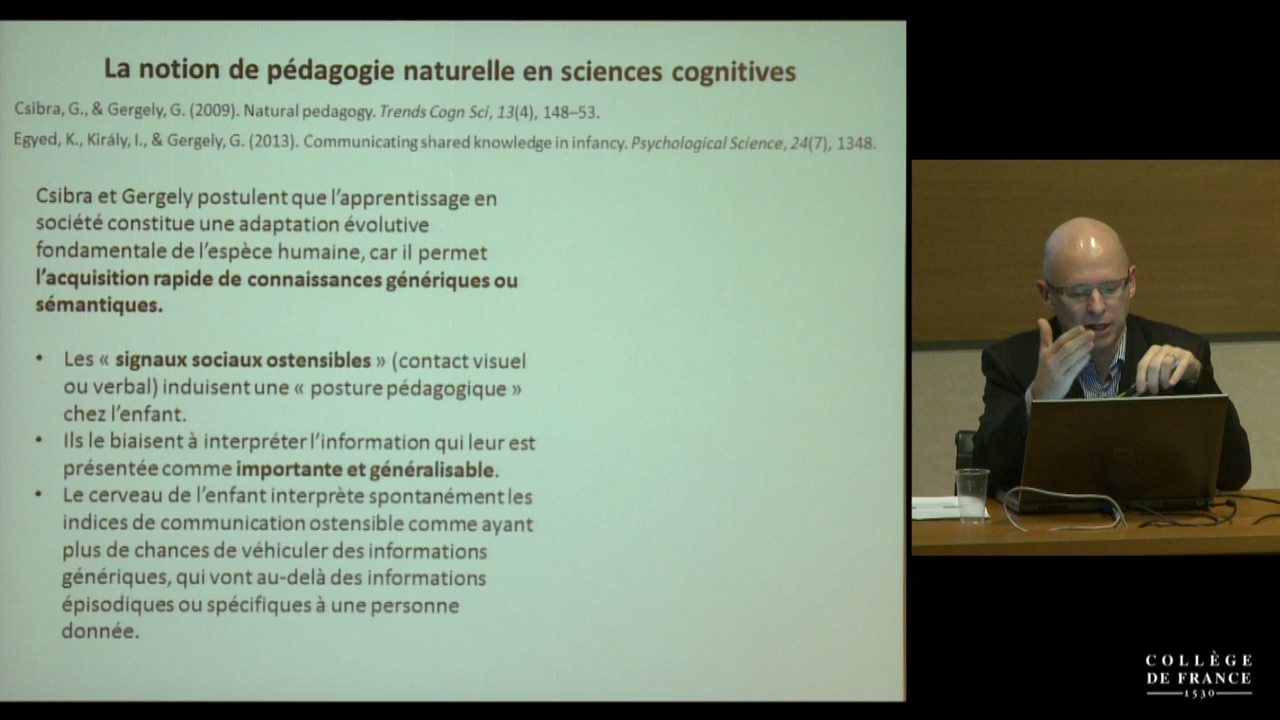 La notion de pédagogie naturelle en sciences cognitives
Csibra, G., & Gergely, G. (2009). Natural pedagogy. Trends Cogn Sci, 13(4), 148–53.
Egyed, K., Király, I., & Gergely, G. (2013). Communicating shared knowledge in infancy. Psychological Science, 24(7), 1348.
Csibra et Gergely postulent que l’apprentissage en
société constitue une adaptation évolutive
fondamentale de l’espèce humaine, car il permet
l’acquisition rapide de connaissances génériques ou
sémantiques.
• Les « signaux sociaux ostensibles » (contact visuel
ou verbal) induisent une « posture pédagogique »
chez l’enfant.
• Ils le biaisent à interpréter l’information qui leur est
présentée comme importante et généralisable.
• Le cerveau de l’enfant interprète spontanément les
indices de communication ostensible comme ayant
plus de chances de véhiculer des informations
génériques, qui vont au-delà des informations
épisodiques ou spécifiques à une personne
donnée.
COLLÈGE
DE FRANCE
1530